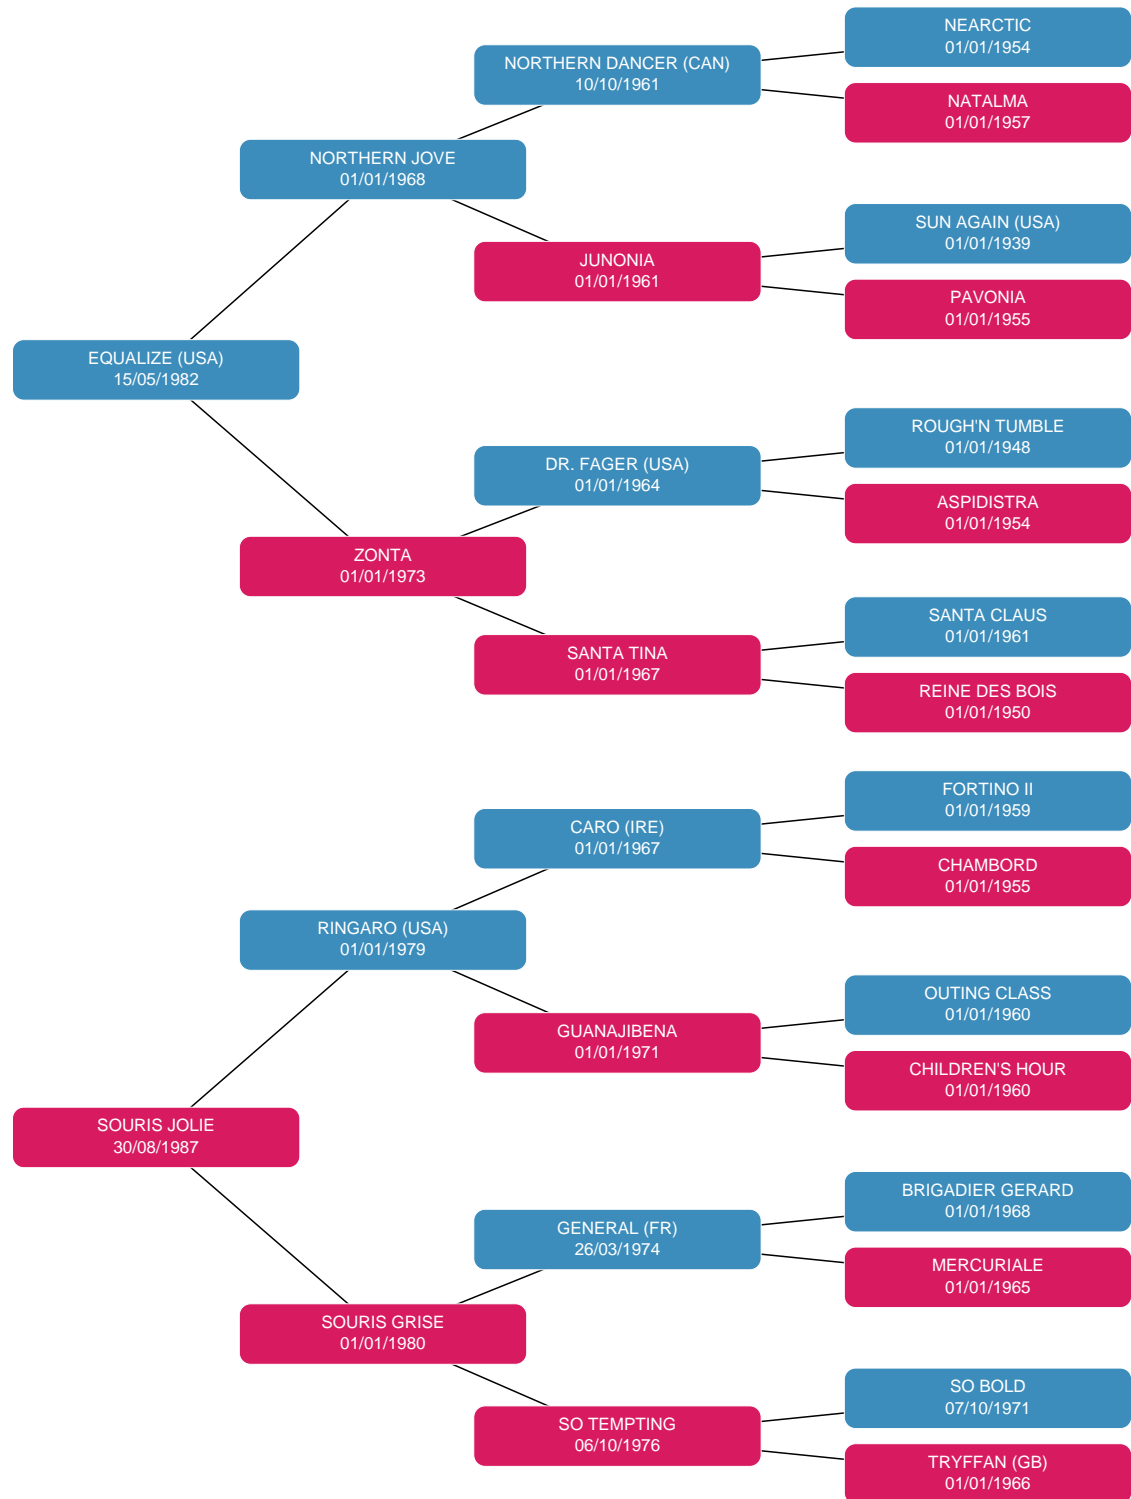 NEARCTIC
01/01/1954
NORTHERN DANCER (CAN)
10/10/1961
NATALMA
01/01/1957
NORTHERN JOVE
01/01/1968
SUN AGAIN (USA)
01/01/1939
JUNONIA
01/01/1961
PAVONIA
01/01/1955
EQUALIZE (USA)
15/05/1982
ROUGH'N TUMBLE
01/01/1948
DR. FAGER (USA)
01/01/1964
ASPIDISTRA
01/01/1954
ZONTA
01/01/1973
SANTA CLAUS
01/01/1961
SANTA TINA
01/01/1967
REINE DES BOIS
01/01/1950
FORTINO II
01/01/1959
CARO (IRE)
01/01/1967
CHAMBORD
01/01/1955
RINGARO (USA)
01/01/1979
OUTING CLASS
01/01/1960
GUANAJIBENA
01/01/1971
CHILDREN'S HOUR
01/01/1960
SOURIS JOLIE
30/08/1987
BRIGADIER GERARD
01/01/1968
GENERAL (FR)
26/03/1974
MERCURIALE
01/01/1965
SOURIS GRISE
01/01/1980
SO BOLD
07/10/1971
SO TEMPTING
06/10/1976
TRYFFAN (GB)
01/01/1966